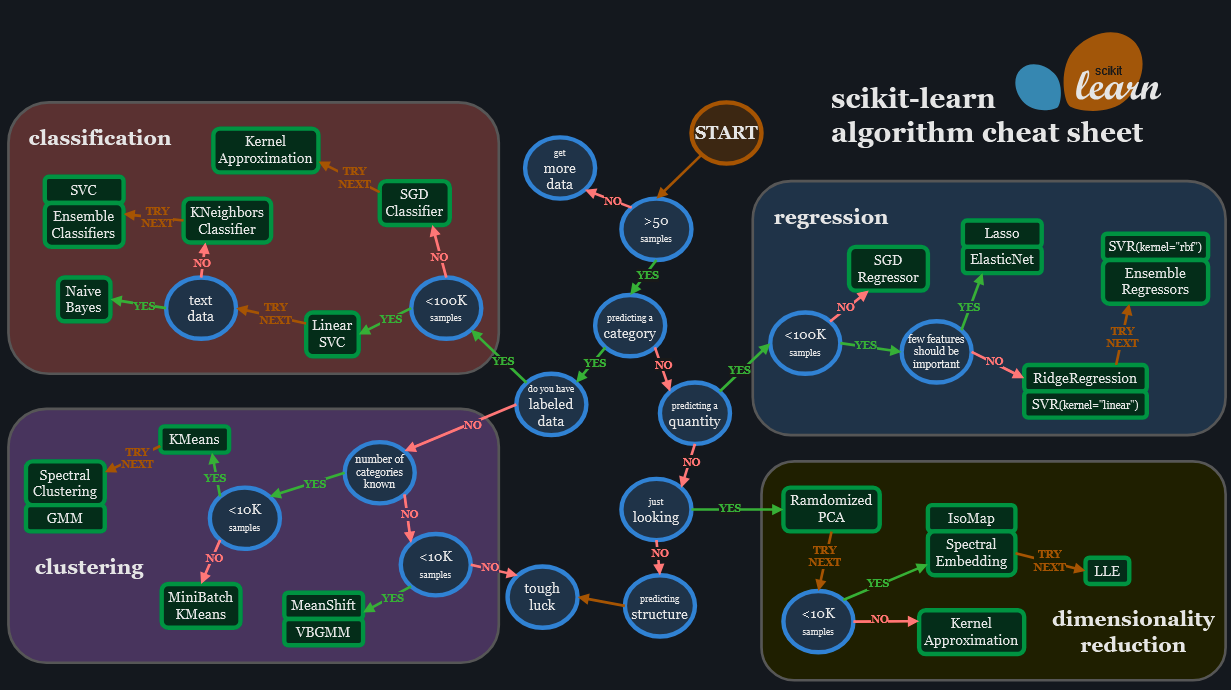 scikit
learn
scikit-learn
algorithm cheat sheet
START
get
more
data
NO
>50
samples
YES
predicting a
category
YES
NO
do you have
labeled
data
YES
NO
predicting a
quantity
YES
NO
just
looking
YES
NO
predicting
structure
tough
luck
classification
Kernel
Approximation
TRY
NEXT
SGD
Classifier
NO
<100K
samples
YES
Linear
SVC
TRY
NEXT
text
data
YES
Naive
Bayes
NO
KNeighbors
Classifier
TRY
NEXT
SVC
Ensemble
Classifiers
regression
SGD
Regressor
NO
<100K
samples
YES
few features
should be
important
YES
Lasso
ElasticNet
NO
RidgeRegression
SVR(kernel="linear")
TRY
NEXT
SVR(kernel="rbf")
Ensemble
Regressors
clustering
number of
categories
known
YES
NO
<10K
samples
YES
KMeans
TRY
NEXT
Spectral
Clustering
GMM
NO
MiniBatch
KMeans
<10K
samples
YES
MeanShift
VBGMM
NO
dimensionality
reduction
Ramdomized
PCA
TRY
NEXT
<10K
samples
YES
IsoMap
Spectral
Embedding
TRY
NEXT
LLE
NO
Kernel
Approximation